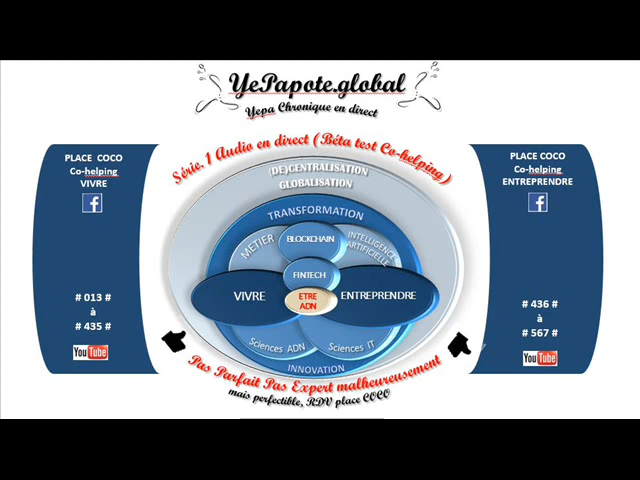 YePapote.global
Yepa Chronique en direct
Série, 1 Audio en direct (Béta test Co-helping)
PLACE COCO
Co-helping
VIVRE
f
# 013 #
à
# 435 #
YouTube
(DE)CENTRALISATION
GLOBALISATION
TRANSFORMATION
METIER
BLOCKCHAIN
INTELLIGENCE
ARTIFICIELLE
FINTECH
VIVRE
ETRE
ADN
ENTREPRENDRE
Sciences ADN
Sciences IT
INNOVATION
Pas Parfait Pas Expert malheureusement
mais perfectible, RDV place COCO
PLACE COCO
Co-helping
ENTREPRENDRE
f
# 436 #
à
# 567 #
YouTube